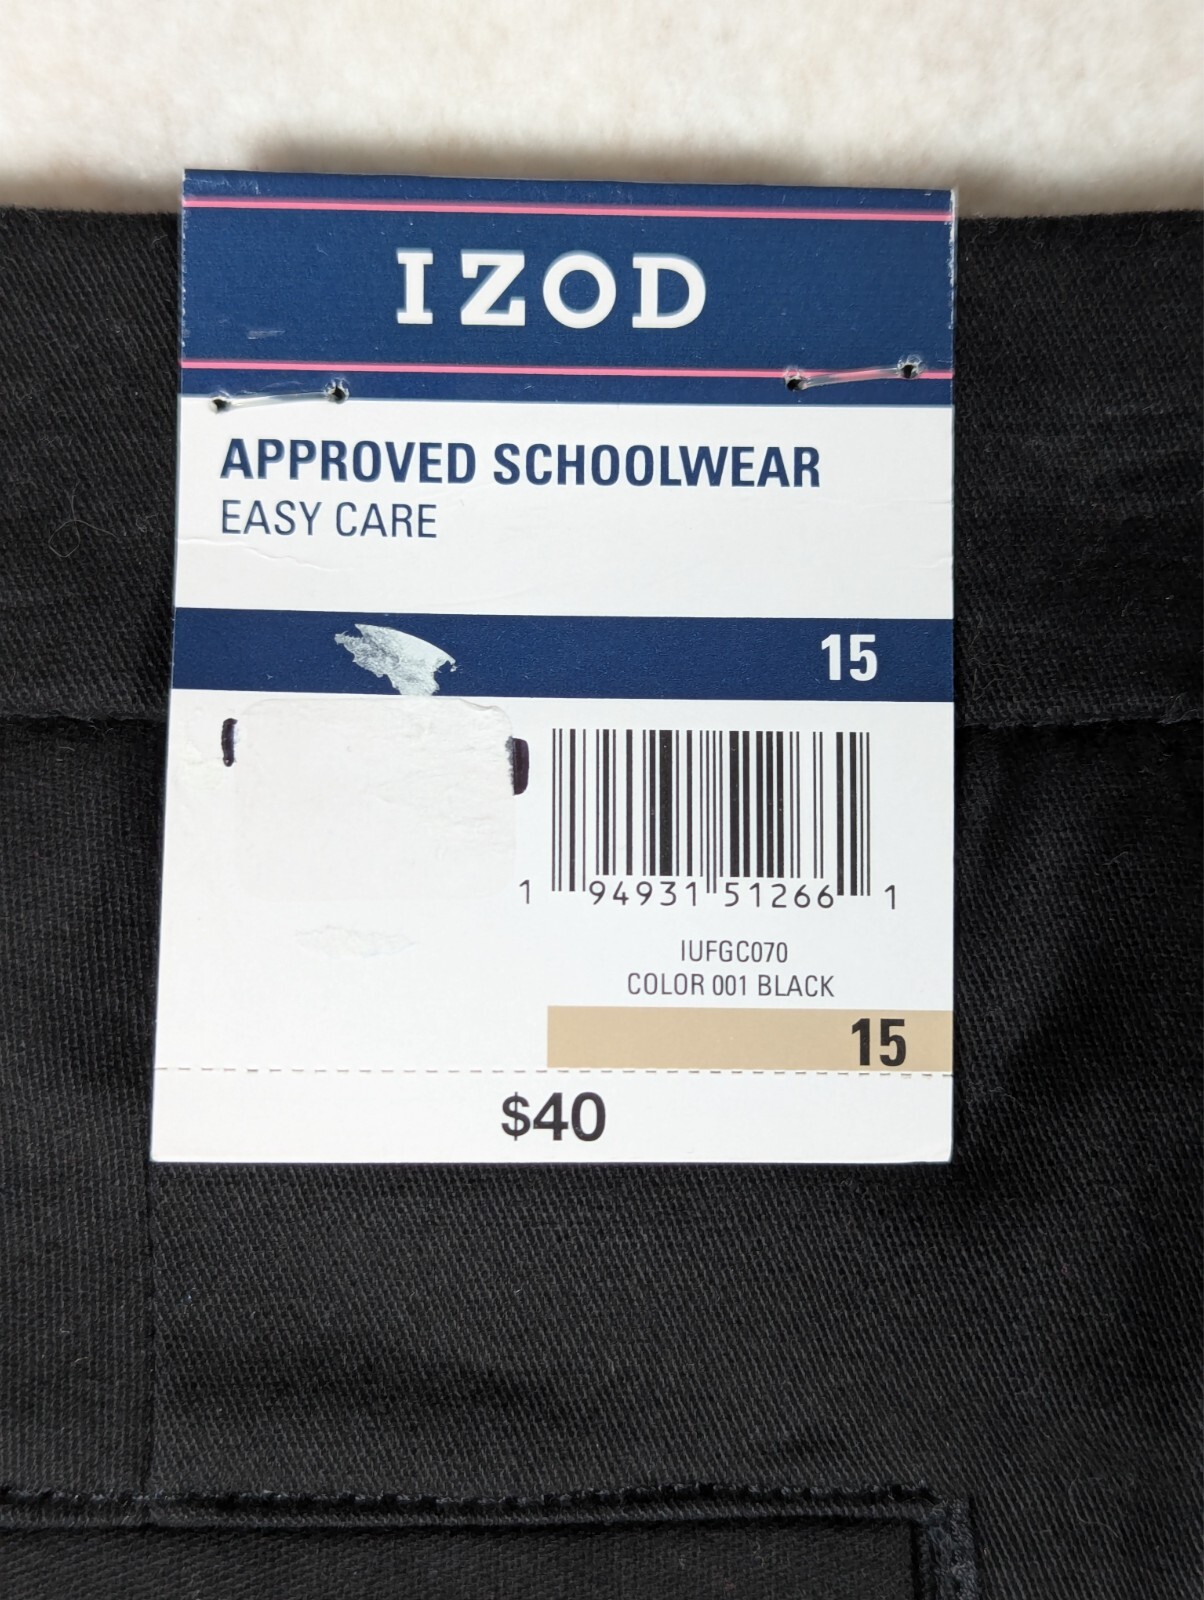 IZOD
APPROVED SCHOOLWEAR
EASY CARE
15
1 94931 51266 1
IUFGC070
COLOR 001 BLACK
15
$40